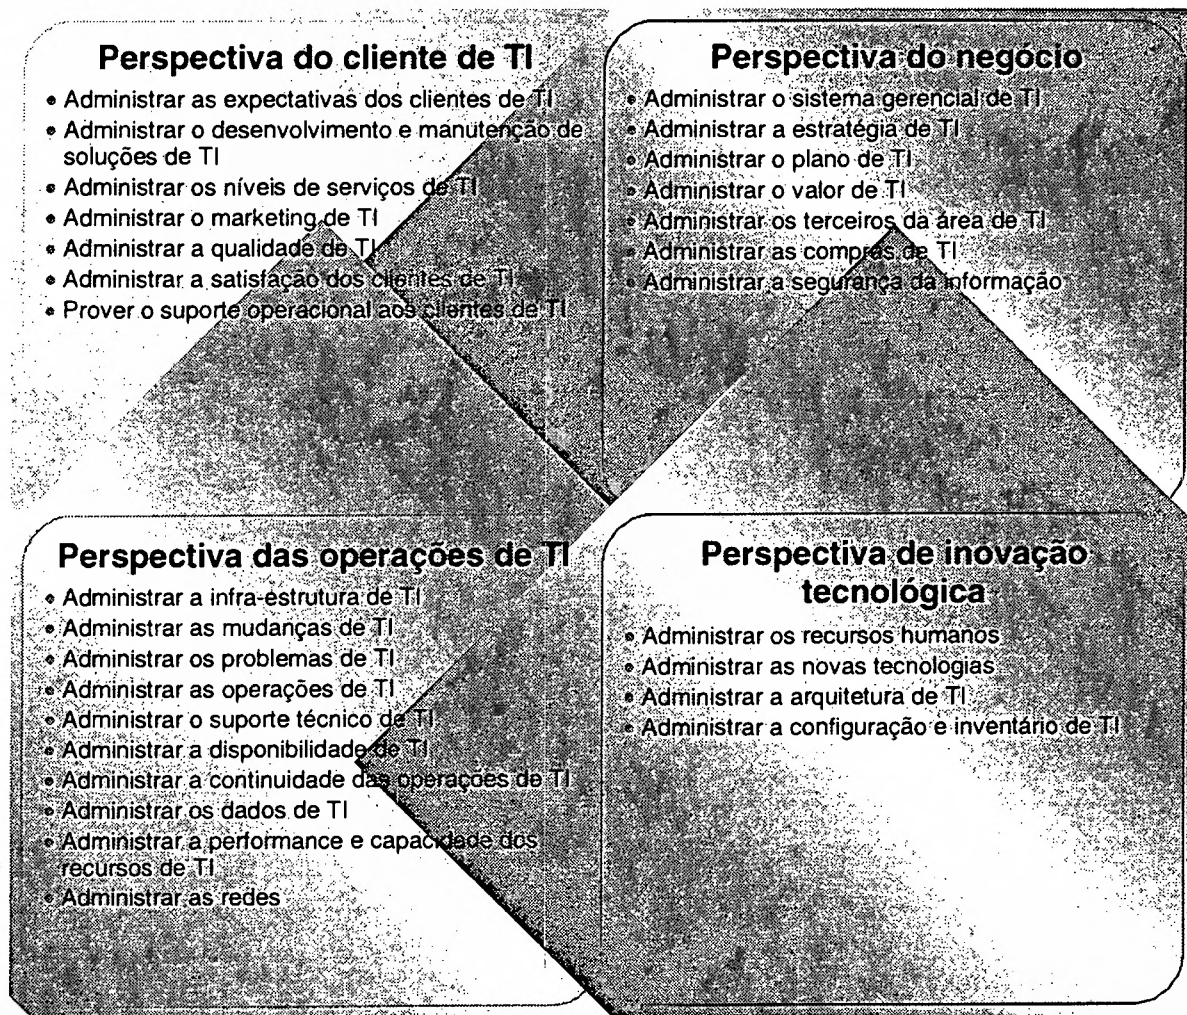 Perspectiva do cliente de TI
• Administrar as expectativas dos clientes de TI
• Administrar o desenvolvimento e manutenção de
soluções de TI
• Administrar os níveis de serviços de TI
• Administrar o marketing de TI
• Administrar a qualidade de TI
• Administrar a satisfação dos clientes de TI
• Prover o suporte operacional aos clientes de TI
Perspectiva do negócio
• Administrar o sistema gerencial de TI
• Administrar a estratégia de TI
• Administrar o plano de TI
• Administrar o valor de TI
• Administrar os terceiros da área de TI
• Administrar as compras de TI
• Administrar a segurança da informação
Perspectiva das operações de TI
• Administrar a infra-estrutura de TI
• Administrar as mudanças de TI
• Administrar os problemas de TI
• Administrar as operações de TI
• Administrar o suporte técnico de TI
• Administrar a disponibilidade de TI
• Administrar a continuidade das operações de TI
• Administrar os dados de TI
• Administrar a performance e capacidade dos
recursos de TI
• Administrar as redes
Perspectiva de inovação
tecnológica
• Administrar os recursos humanos
• Administrar as novas tecnologias
• Administrar a arquitetura de TI
• Administrar a configuração e inventário de TI